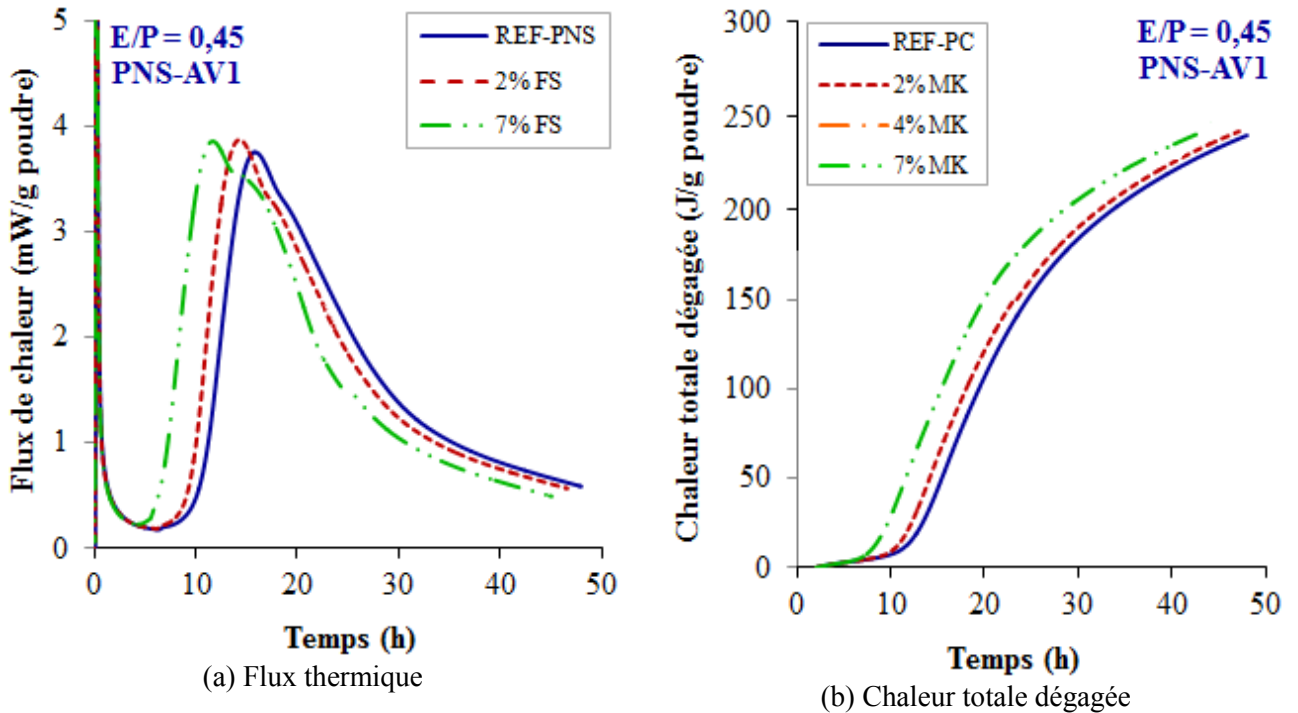 5
4
3
2
1
0
Flux de chaleur (mW/g poudre)
E/P = 0,45
PNS-AV1
REF-PNS
2% FS
7% FS
0 10 20 30 40 50
Temps (h)
(a) Flux thermique
300
250
200
150
100
50
0
Chaleur totale dégagée (J/g poudre)
REF-PC
2% MK
4% MK
7% MK
E/P = 0,45
PNS-AV1
0 10 20 30 40 50
Temps (h)
(b) Chaleur totale dégagée